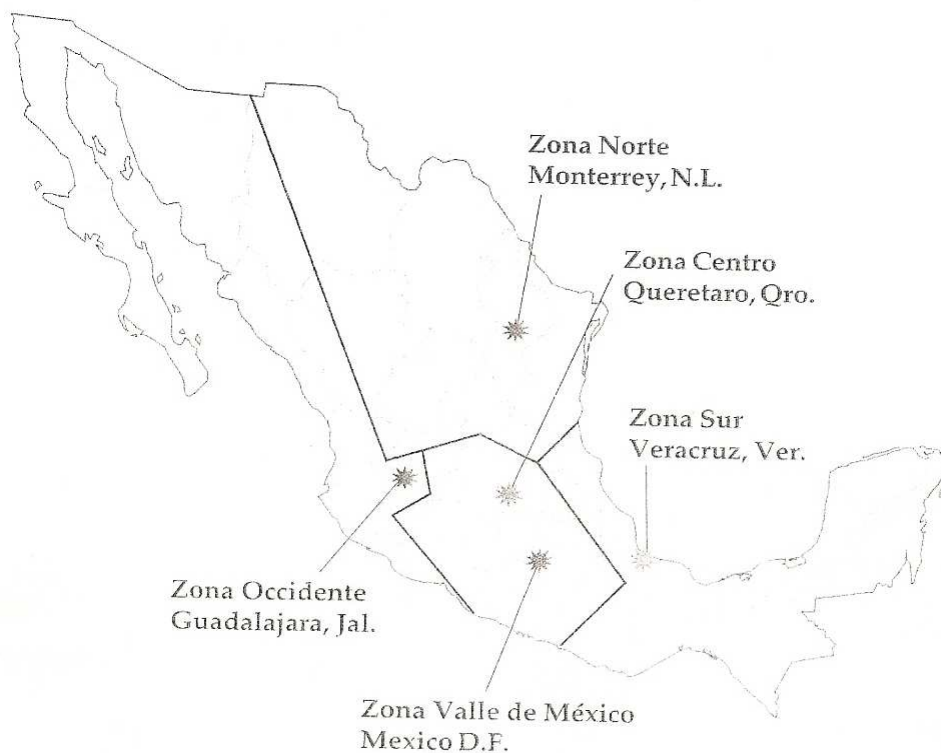 Zona Norte
Monterrey, N.L.
Zona Centro
Queretaro, Qro.
Zona Sur
Veracruz, Ver.
Zona Occidente
Guadalajara, Jal.
Zona Valle de México
Mexico D.F.